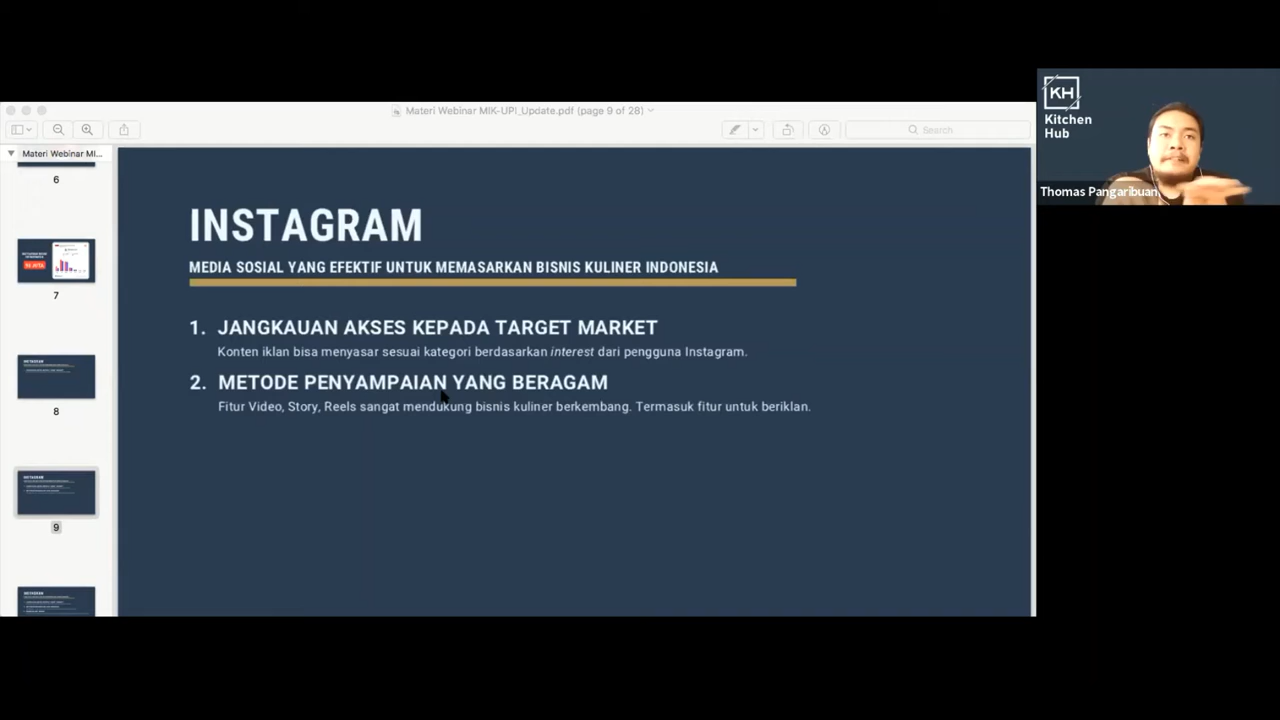 Materi Webinar MIK-UPI_Update.pdf (page 9 of 28)
Search
Materi Webinar MI...
6
7
8
9
INSTAGRAM
MEDIA SOSIAL YANG EFEKTIF UNTUK MEMASARKAN BISNIS KULINER INDONESIA
1. JANGKAUAN AKSES KEPADA TARGET MARKET
Konten iklan bisa menyasar sesuai kategori berdasarkan interest dari pengguna Instagram.
2. METODE PENYAMPAIAN YANG BERAGAM
Fitur Video, Story, Reels sangat mendukung bisnis kuliner berkembang. Termasuk fitur untuk beriklan.
KH
Kitchen
Hub
Thomas Pangaribuan